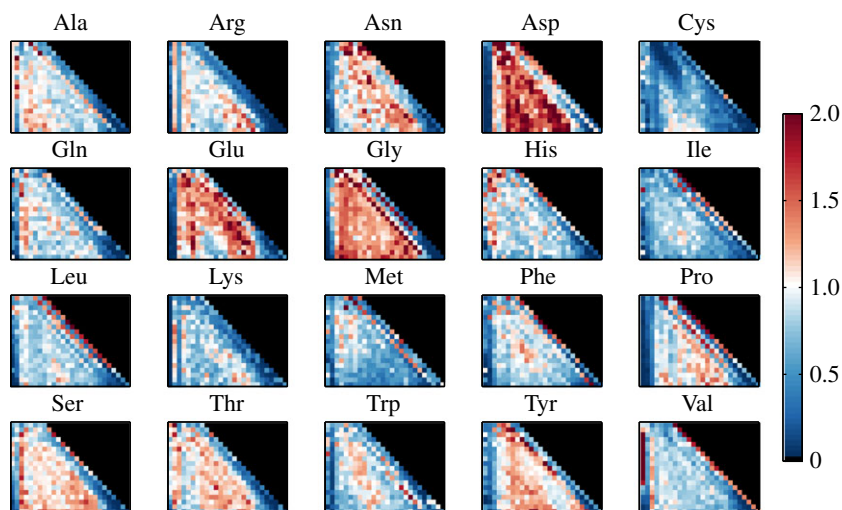 Ala Arg Asn Asp Cys
Gln Glu Gly His Ile
Leu Lys Met Phe Pro
Ser Thr Trp Tyr Val
2.0
1.5
1.0
0.5
0